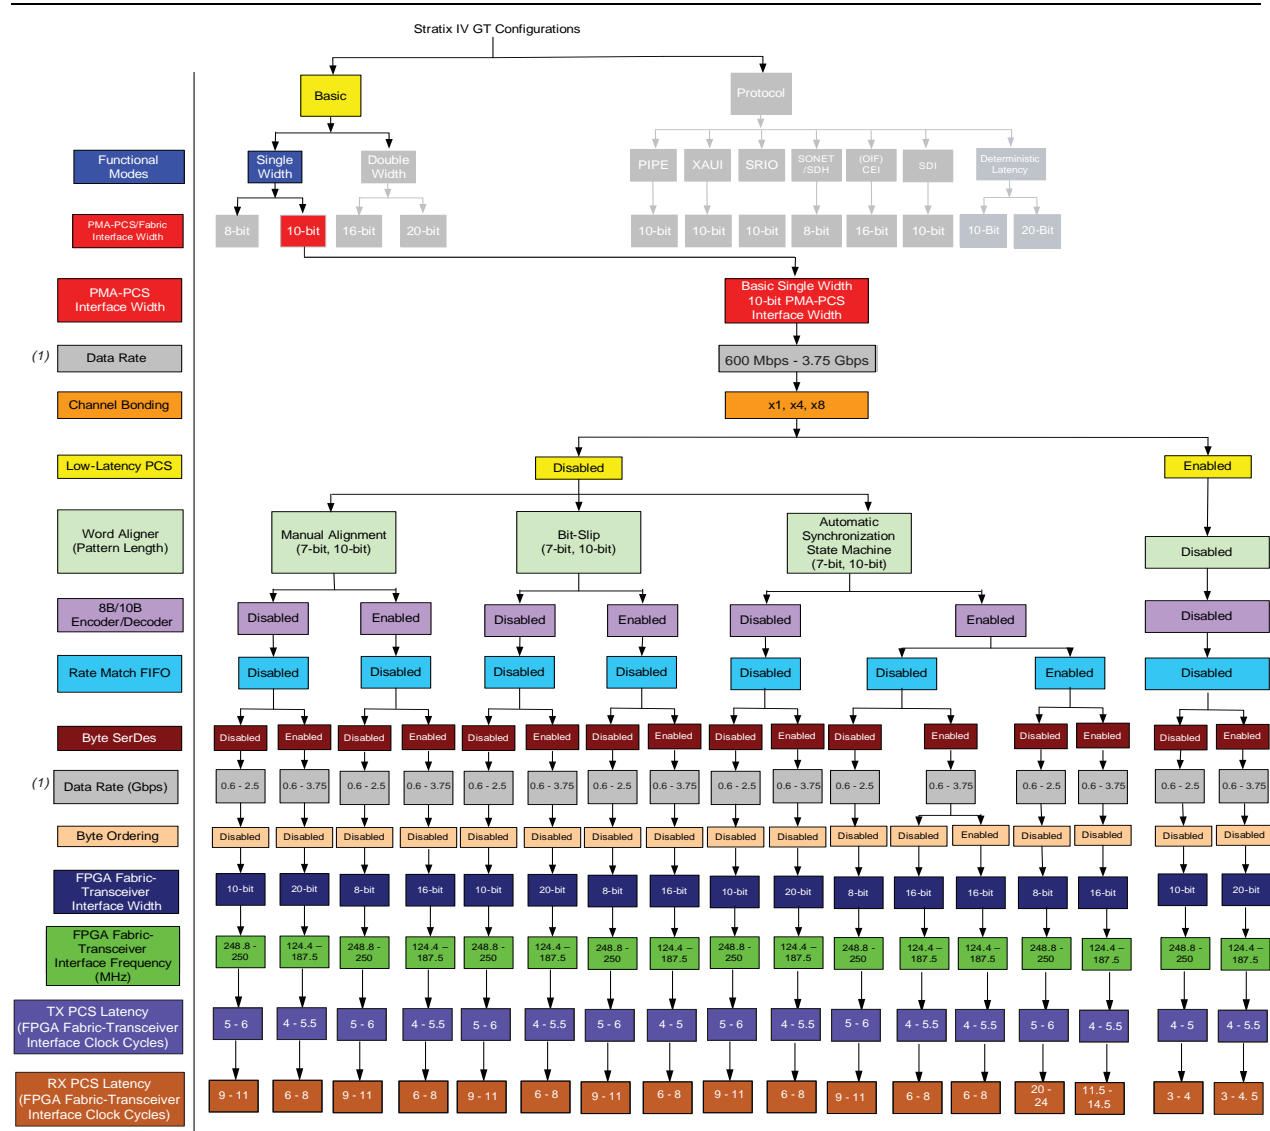 Stratix IV GT Configurations
Basic
Protocol
Functional
Modes
Single
Width
Double
Width
PIPE
XAUI
SRIO
SONET
/SDH
(OIF)
CEI
SDI
Deterministic
Latency
PMA-PCS/Fabric
Interface Width
8-bit
10-bit
16-bit
20-bit
10-bit
10-bit
10-bit
8-bit
16-bit
10-bit
10-Bit
20-Bit
PMA-PCS
Interface Width
Basic Single Width
10-bit PMA-PCS
Interface Width
(1)
Data Rate
600 Mbps - 3.75 Gbps
Channel Bonding
x1, x4, x8
Low-Latency PCS
Disabled
Enabled
Word Aligner
(Pattern Length)
Manual Alignment
(7-bit, 10-bit)
Bit-Slip
(7-bit, 10-bit)
Automatic
Synchronization
State Machine
(7-bit, 10-bit)
Disabled
8B/10B
Encoder/Decoder
Disabled
Enabled
Disabled
Enabled
Disabled
Enabled
Disabled
Rate Match FIFO
Disabled
Disabled
Disabled
Disabled
Disabled
Disabled
Enabled
Disabled
Byte SerDes
Disabled
Enabled
Disabled
Enabled
Disabled
Enabled
Disabled
Enabled
Disabled
Enabled
Disabled
Enabled
Disabled
Enabled
Disabled
Enabled
(1)
Data Rate (Gbps)
0.6 - 2.5
0.6 - 3.75
0.6 - 2.5
0.6 - 3.75
0.6 - 2.5
0.6 - 3.75
0.6 - 2.5
0.6 - 3.75
0.6 - 2.5
0.6 - 3.75
0.6 - 2.5
0.6 - 3.75
0.6 - 2.5
0.6 - 3.75
0.6 - 2.5
0.6 - 3.75
Byte Ordering
Disabled
Disabled
Disabled
Disabled
Disabled
Disabled
Disabled
Disabled
Disabled
Disabled
Disabled
Disabled
Enabled
Disabled
Disabled
Disabled
Disabled
FPGA Fabric-
Transceiver
Interface Width
10-bit
20-bit
8-bit
16-bit
10-bit
20-bit
8-bit
16-bit
10-bit
20-bit
8-bit
16-bit
16-bit
8-bit
16-bit
10-bit
20-bit
FPGA Fabric-
Transceiver
Interface Frequency
(MHz)
248.8 -
250
124.4 –
187.5
248.8 -
250
124.4 –
187.5
248.8 -
250
124.4 –
187.5
248.8 -
250
124.4 –
187.5
248.8 -
250
124.4 –
187.5
248.8 -
250
124.4 –
187.5
124.4 –
187.5
248.8 -
250
124.4 –
187.5
248.8 -
250
124.4 –
187.5
TX PCS Latency
(FPGA Fabric-Transceiver
Interface Clock Cycles)
5 - 6
4 - 5.5
5 - 6
4 - 5.5
5 - 6
4 - 5.5
5 - 6
4 - 5
5 - 6
4 - 5.5
5 - 6
4 - 5.5
4 - 5.5
5 - 6
4 - 5.5
4 - 5
4 - 5.5
RX PCS Latency
(FPGA Fabric-Transceiver
Interface Clock Cycles)
9 - 11
6 - 8
9 - 11
6 - 8
9 - 11
6 - 8
9 - 11
6 - 8
9 - 11
6 - 8
9 - 11
6 - 8
6 - 8
20 -
24
11.5 -
14.5
3 - 4
3 - 4. 5